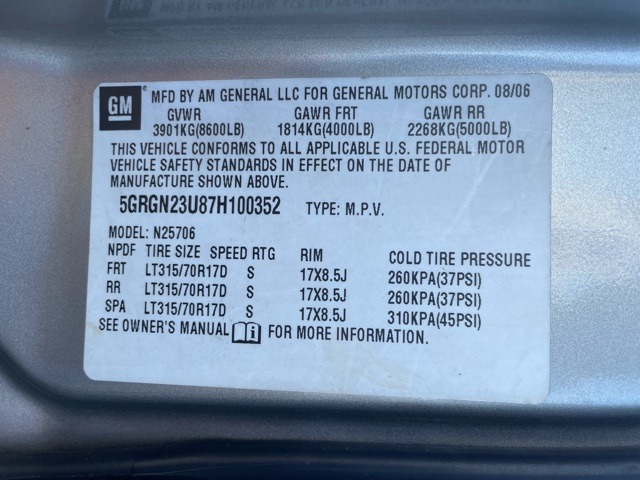 GM
MFD BY AM GENERAL LLC FOR GENERAL MOTORS CORP. 08/06
GVWR GAWR FRT GAWR RR
3901KG(8600LB) 1814KG(4000LB) 2268KG(5000LB)
THIS VEHICLE CONFORMS TO ALL APPLICABLE U.S. FEDERAL MOTOR
VEHICLE SAFETY STANDARDS IN EFFECT ON THE DATE OF
MANUFACTURE SHOWN ABOVE.
5GRGN23U87H100352 TYPE: M.P.V.
MODEL: N25706
NPDF TIRE SIZE SPEED RTG RIM COLD TIRE PRESSURE
FRT LT315/70R17D S 17X8.5J 260KPA(37PSI)
RR LT315/70R17D S 17X8.5J 260KPA(37PSI)
SPA LT315/70R17D S 17X8.5J 310KPA(45PSI)
SEE OWNER'S MANUAL FOR MORE INFORMATION.